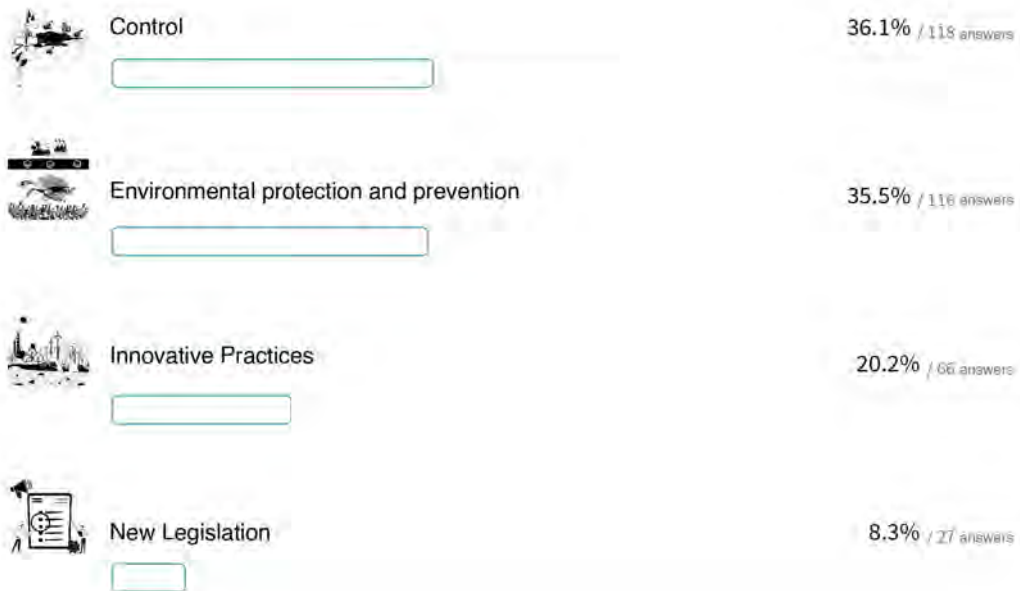 Control
36.1% / 118 answers
Environmental protection and prevention
35.5% / 116 answers
Innovative Practices
20.2% / 66 answers
New Legislation
8.3% / 27 answers